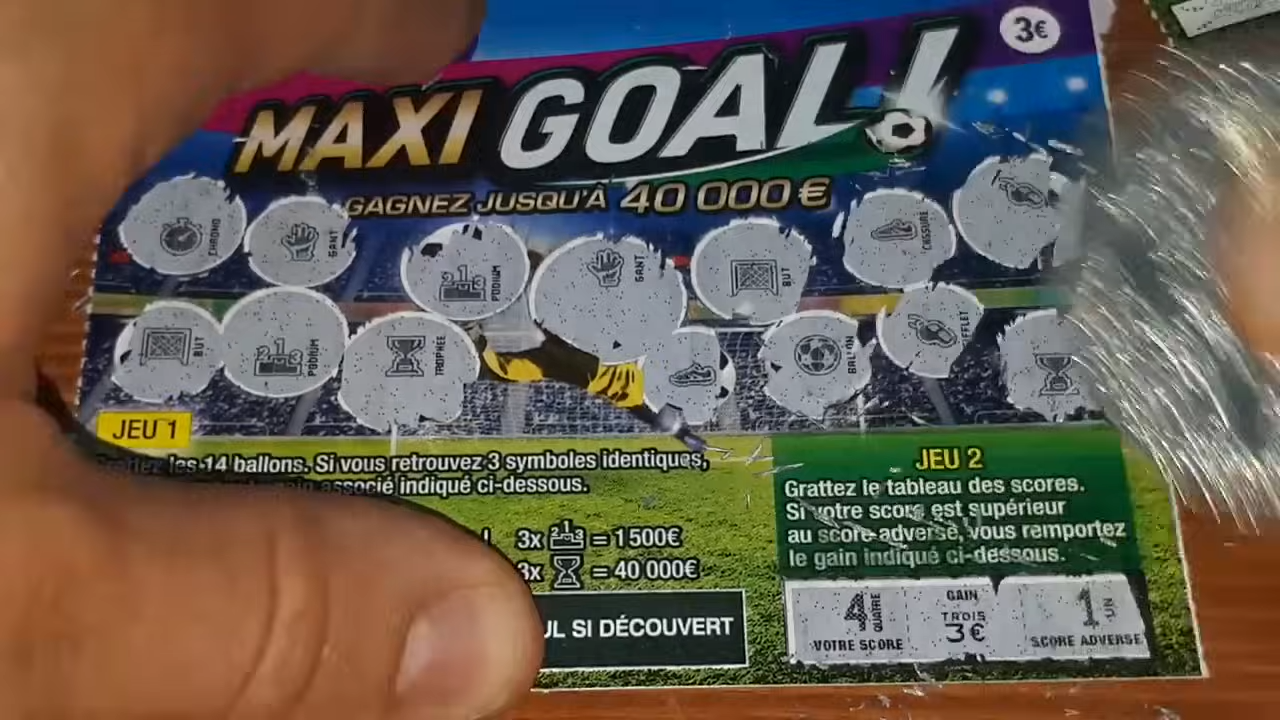 3€
MAXI GOAL!
GAGNEZ JUSQU'À 40 000 €
CHRONO
GANT
PODIUM
GANT
BUT
BUT
PODIUM
TROPHÉE
BALLON
JEU 1
les 14 ballons. Si vous retrouvez 3 symboles identiques,
associé indiqué ci-dessous.
3x = 1 500€
3x = 40 000€
UL SI DÉCOUVERT
JEU 2
Grattez le tableau des scores.
Si votre score est supérieur
au score adverse, vous remportez
le gain indiqué ci-dessous.
4 QUATRE
VOTRE SCORE
GAIN
TROIS
3€
1 UN
SCORE ADVERSE